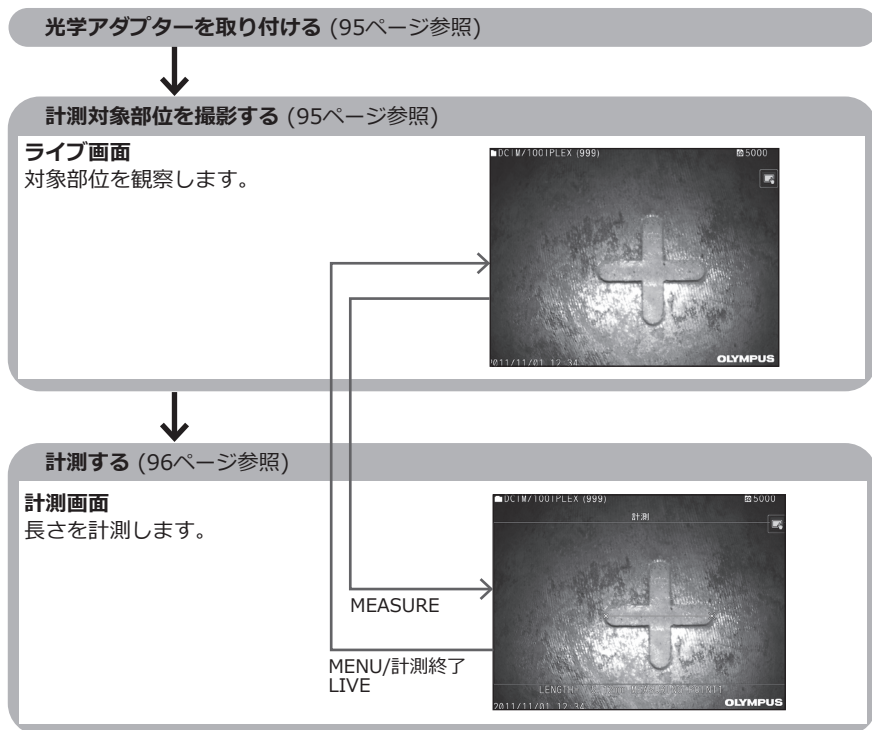 光学アダプターを取り付ける (95ページ参照)
計測対象部位を撮影する (95ページ参照)
ライブ画面
対象部位を観察します。
DCIM/100IPLEX (999)
5000
2011/11/01 12:34
OLYMPUS
計測する (96ページ参照)
計測画面
長さを計測します。
DCIM/100IPLEX (999)
5000
計測
MEASURE
MENU/計測終了
LIVE
LENGTH
2011/11/01 12:34
OLYMPUS